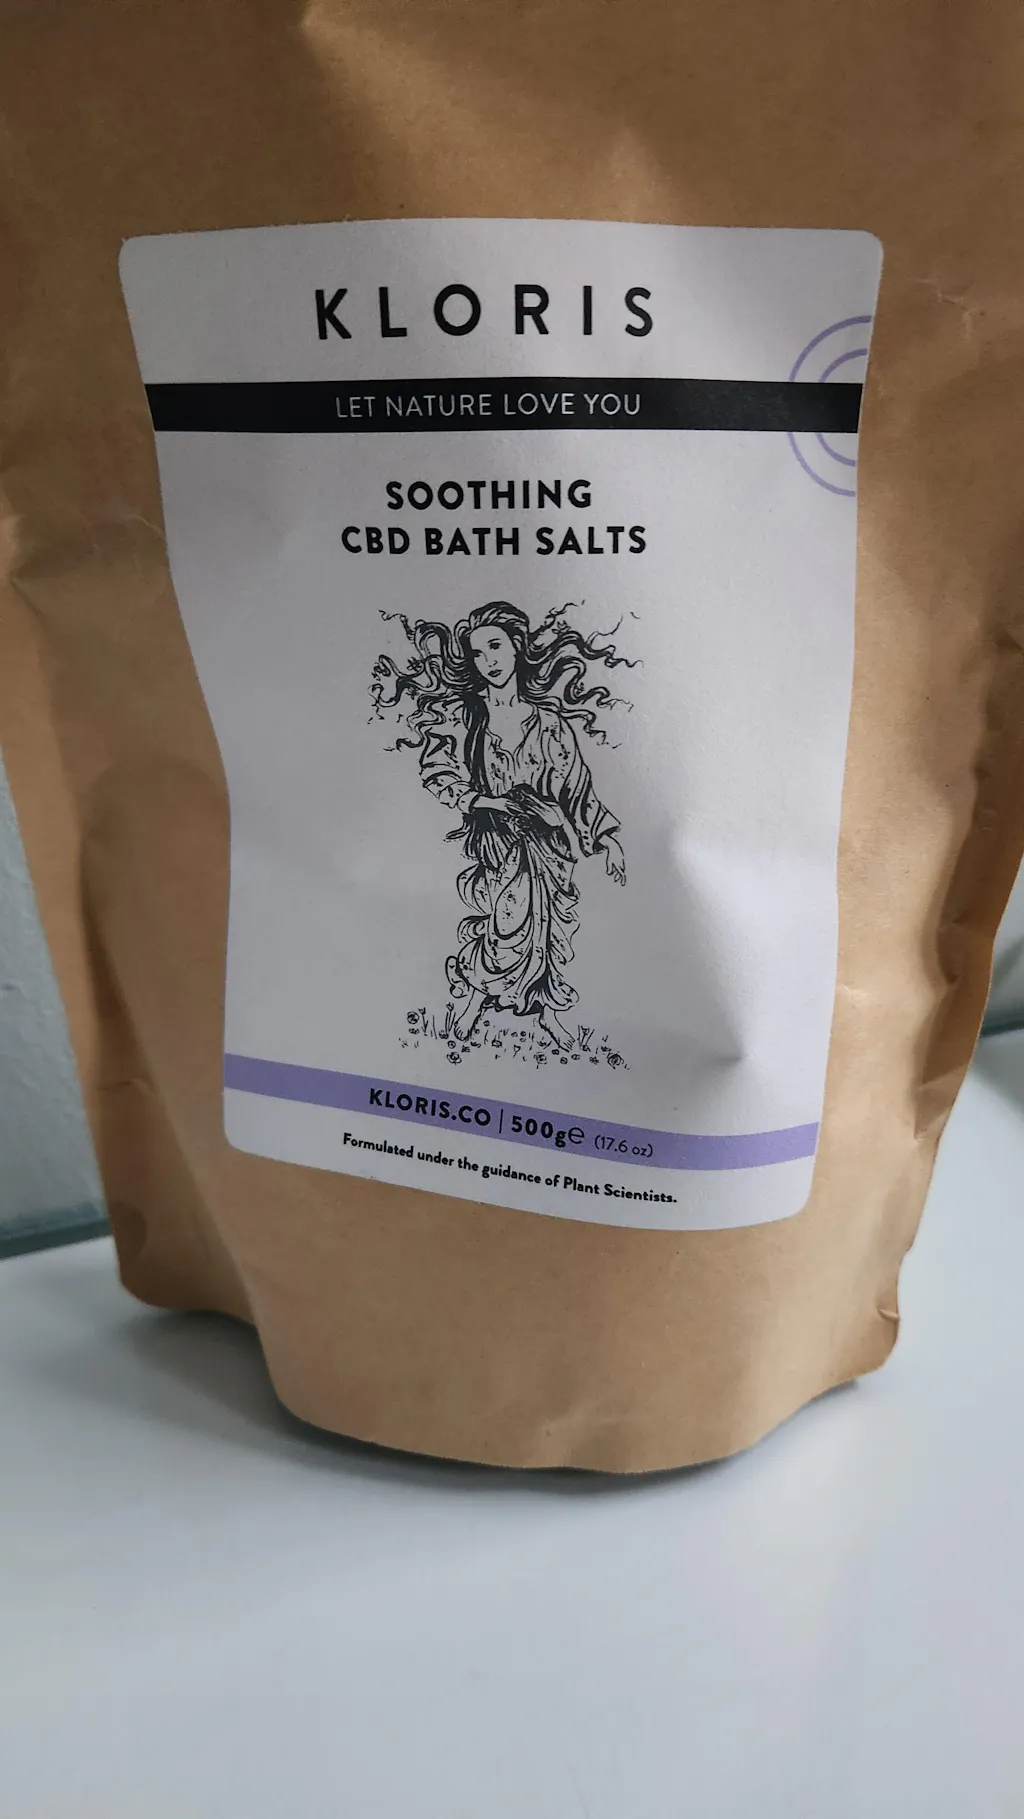 KLORIS
LET NATURE LOVE YOU
SOOTHING
CBD BATH SALTS
KLORIS.CO | 500g℮ (17.6 oz)
Formulated under the guidance of Plant Scientists.